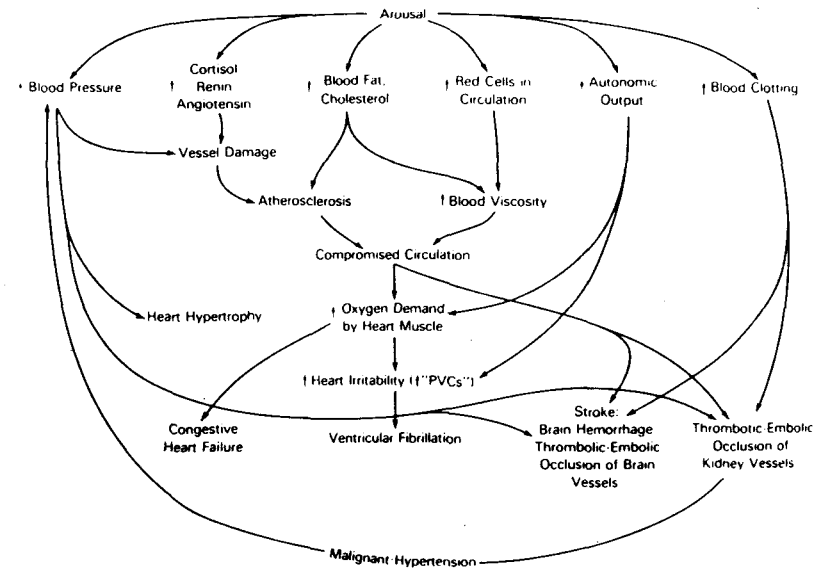 Arousal
↑ Blood Pressure
↑ Cortisol
Renin
Angiotensin
↑ Blood Fat,
Cholesterol
↑ Red Cells in
Circulation
↑ Autonomic
Output
↑ Blood Clotting
Vessel Damage
Atherosclerosis
↑ Blood Viscosity
Compromised Circulation
Heart Hypertrophy
↑ Oxygen Demand
by Heart Muscle
↑ Heart Irritability (↑"PVCs")
Congestive
Heart Failure
Ventricular Fibrillation
Stroke:
Brain Hemorrhage
Thrombolic-Embolic
Occlusion of Brain
Vessels
Thrombotic-Embolic
Occlusion of
Kidney Vessels
Malignant-Hypertension